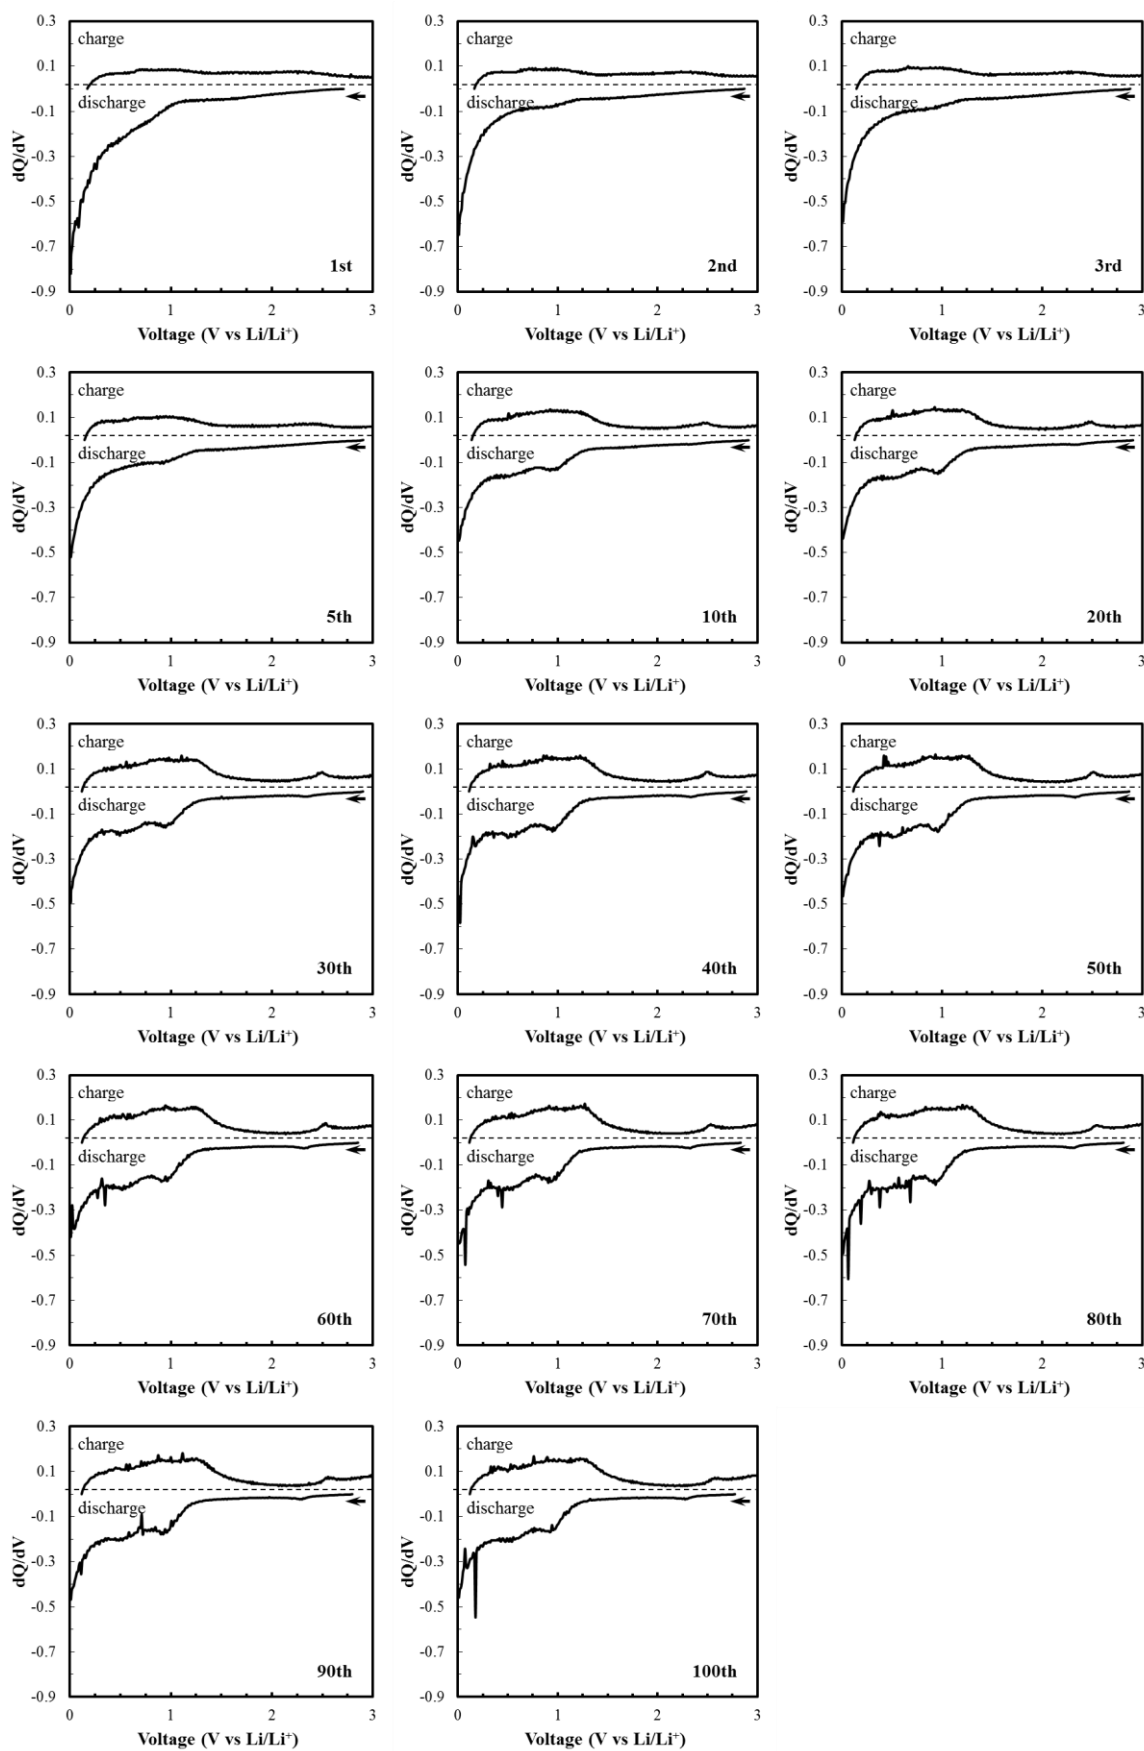 0.3
charge
0.1
discharge
-0.1
-0.3
-0.5
-0.7
-0.9
dQ/dV
1st
0 1 2 3
Voltage (V vs Li/Li⁺)
0.3
charge
0.1
discharge
-0.1
-0.3
-0.5
-0.7
-0.9
dQ/dV
2nd
0 1 2 3
Voltage (V vs Li/Li⁺)
0.3
charge
0.1
discharge
-0.1
-0.3
-0.5
-0.7
-0.9
dQ/dV
3rd
0 1 2 3
Voltage (V vs Li/Li⁺)
0.3
charge
0.1
discharge
-0.1
-0.3
-0.5
-0.7
-0.9
dQ/dV
5th
0 1 2 3
Voltage (V vs Li/Li⁺)
0.3
charge
0.1
discharge
-0.1
-0.3
-0.5
-0.7
-0.9
dQ/dV
10th
0 1 2 3
Voltage (V vs Li/Li⁺)
0.3
charge
0.1
discharge
-0.1
-0.3
-0.5
-0.7
-0.9
dQ/dV
20th
0 1 2 3
Voltage (V vs Li/Li⁺)
0.3
charge
0.1
discharge
-0.1
-0.3
-0.5
-0.7
-0.9
dQ/dV
30th
0 1 2 3
Voltage (V vs Li/Li⁺)
0.3
charge
0.1
discharge
-0.1
-0.3
-0.5
-0.7
-0.9
dQ/dV
40th
0 1 2 3
Voltage (V vs Li/Li⁺)
0.3
charge
0.1
discharge
-0.1
-0.3
-0.5
-0.7
-0.9
dQ/dV
50th
0 1 2 3
Voltage (V vs Li/Li⁺)
0.3
charge
0.1
discharge
-0.1
-0.3
-0.5
-0.7
-0.9
dQ/dV
60th
0 1 2 3
Voltage (V vs Li/Li⁺)
0.3
charge
0.1
discharge
-0.1
-0.3
-0.5
-0.7
-0.9
dQ/dV
70th
0 1 2 3
Voltage (V vs Li/Li⁺)
0.3
charge
0.1
discharge
-0.1
-0.3
-0.5
-0.7
-0.9
dQ/dV
80th
0 1 2 3
Voltage (V vs Li/Li⁺)
0.3
charge
0.1
discharge
-0.1
-0.3
-0.5
-0.7
-0.9
dQ/dV
90th
0 1 2 3
Voltage (V vs Li/Li⁺)
0.3
charge
0.1
discharge
-0.1
-0.3
-0.5
-0.7
-0.9
dQ/dV
100th
0 1 2 3
Voltage (V vs Li/Li⁺)